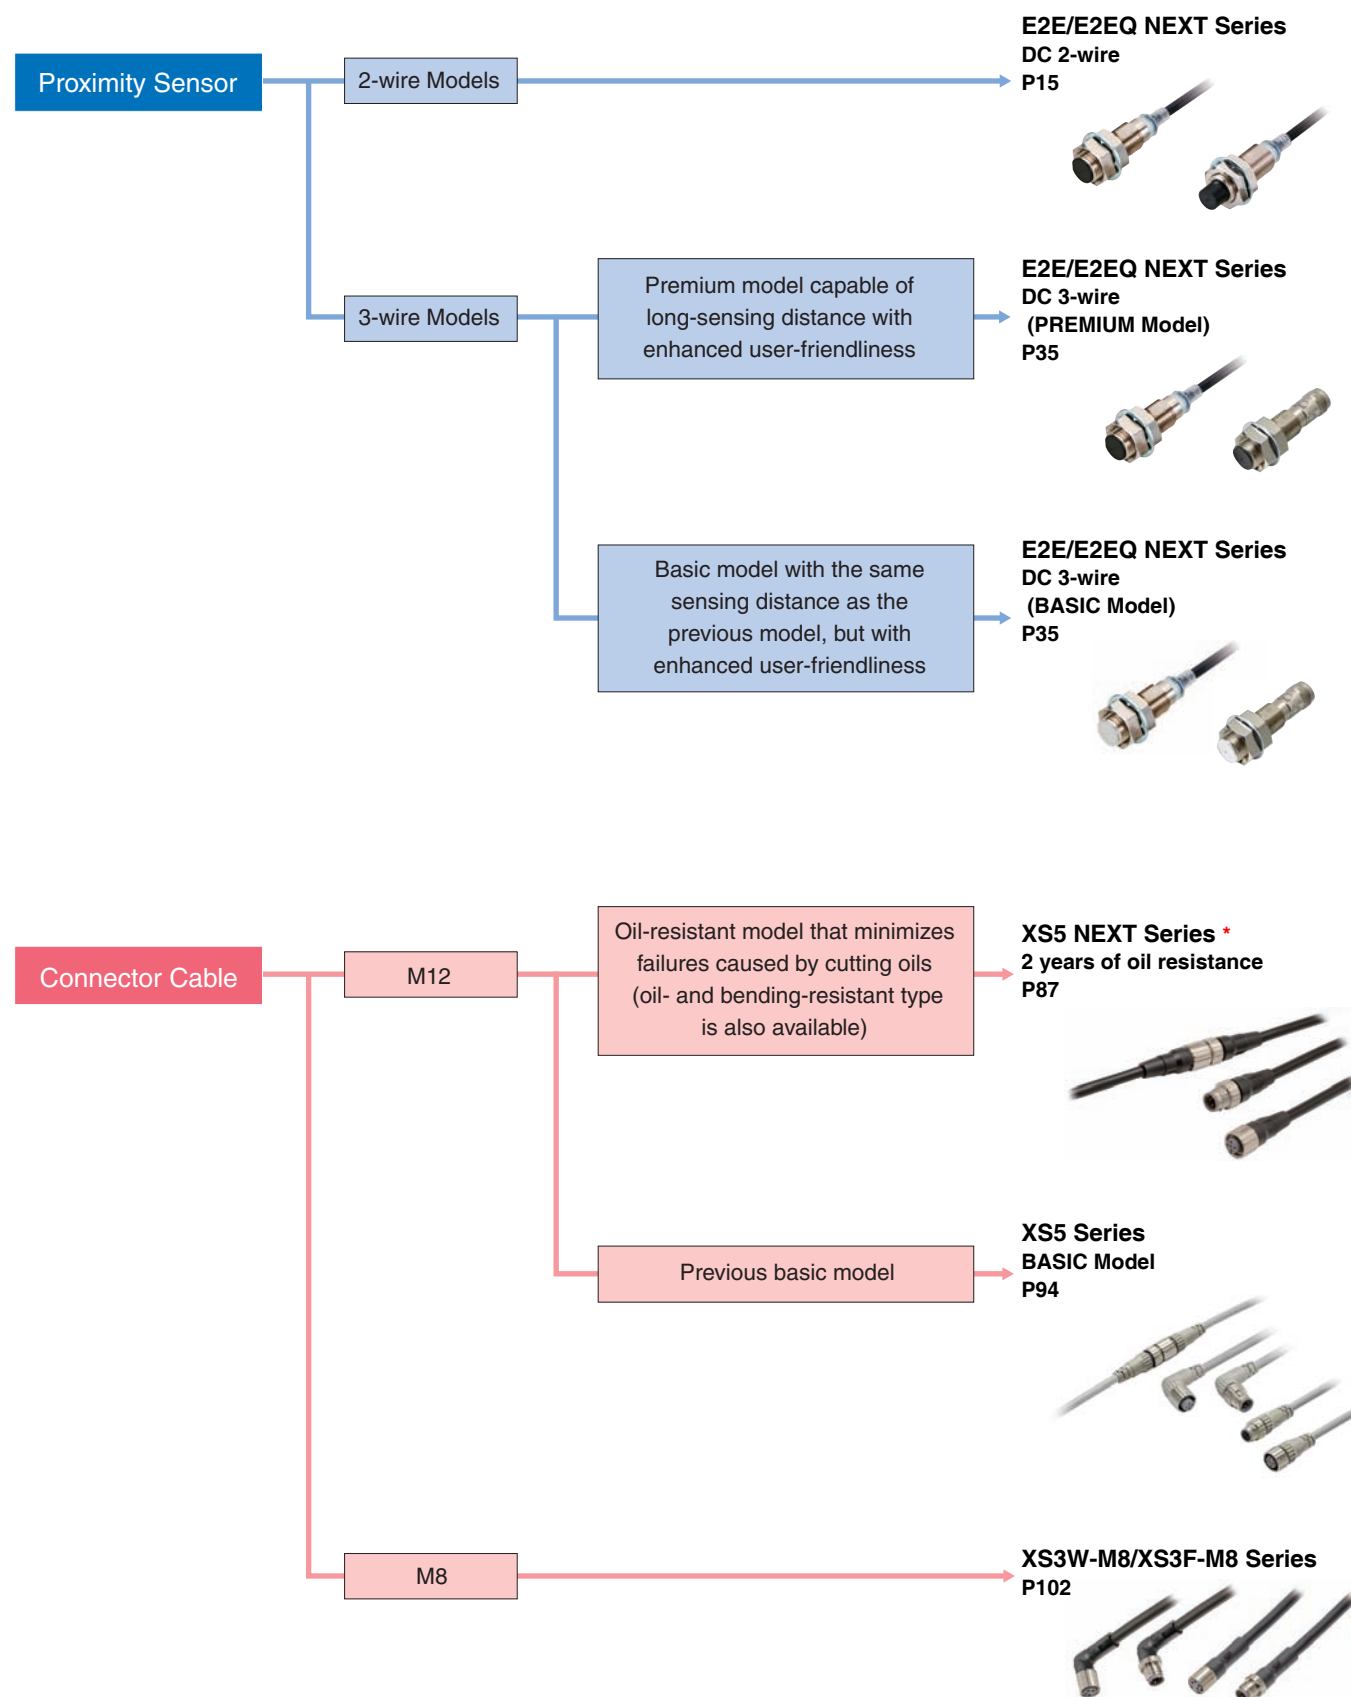 Proximity Sensor
2-wire Models
E2E/E2EQ NEXT Series
DC 2-wire
P15
3-wire Models
Premium model capable of
long-sensing distance with
enhanced user-friendliness
E2E/E2EQ NEXT Series
DC 3-wire
(PREMIUM Model)
P35
Basic model with the same
sensing distance as the
previous model, but with
enhanced user-friendliness
E2E/E2EQ NEXT Series
DC 3-wire
(BASIC Model)
P35
Connector Cable
M12
Oil-resistant model that minimizes
failures caused by cutting oils
(oil- and bending-resistant type
is also available)
XS5 NEXT Series *
2 years of oil resistance
P87
Previous basic model
XS5 Series
BASIC Model
P94
M8
XS3W-M8/XS3F-M8 Series
P102